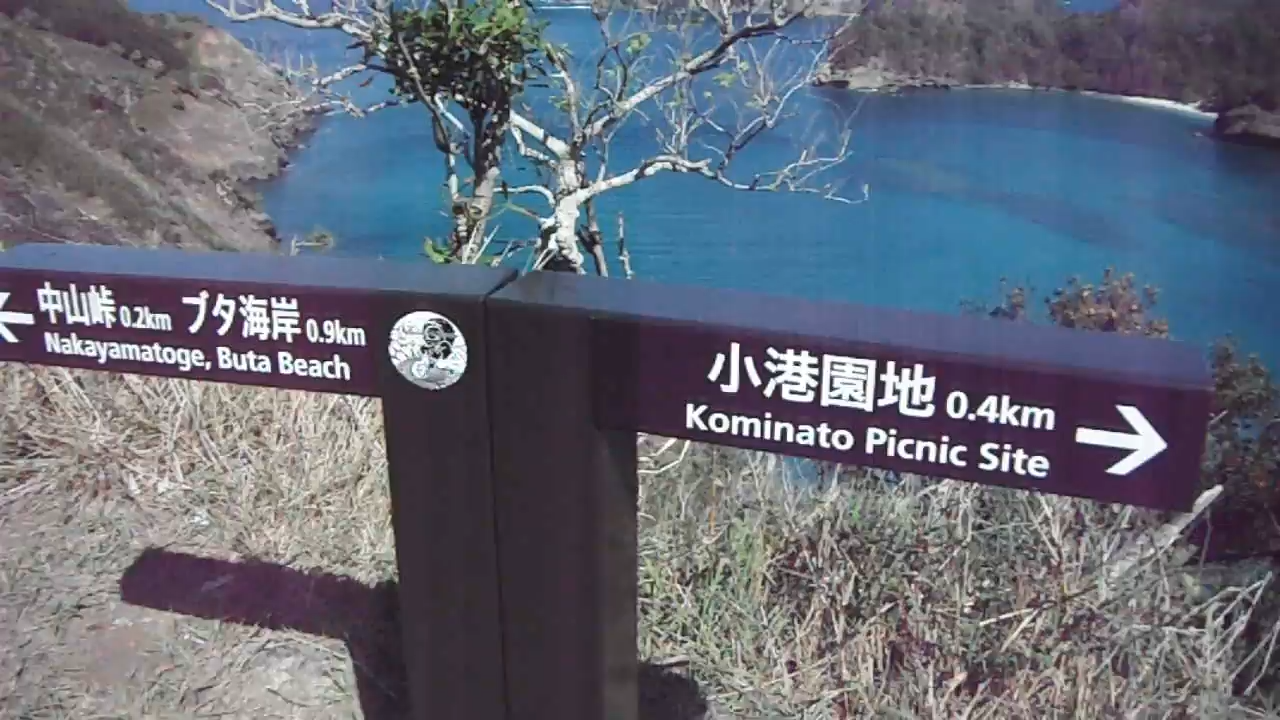 ← 中山峠 0.2km ブタ海岸 0.9km
Nakayamatoge, Buta Beach
小港園地 0.4km →
Kominato Picnic Site